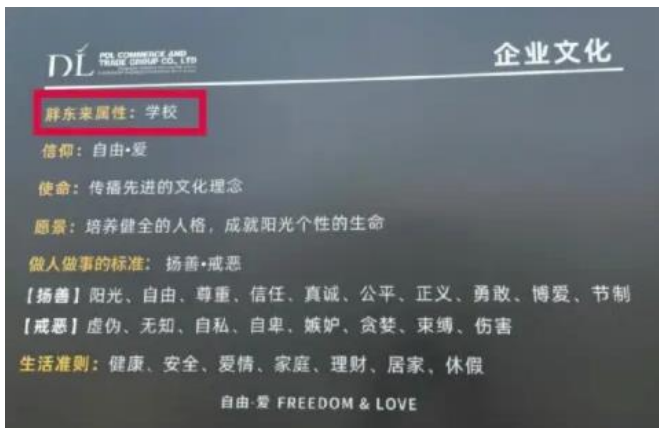 DL PDL COMMERCE AND
TRADE GROUP CO., LTD
企业文化
胖东来属性：学校
信仰：自由•爱
使命：传播先进的文化理念
愿景：培养健全的人格，成就阳光个性的生命
做人做事的标准：扬善•戒恶
【扬善】阳光、自由、尊重、信任、真诚、公平、正义、勇敢、博爱、节制
【戒恶】虚伪、无知、自私、自卑、嫉妒、贪婪、束缚、伤害
生活准则：健康、安全、爱情、家庭、理财、居家、休假
自由·爱 FREEDOM & LOVE